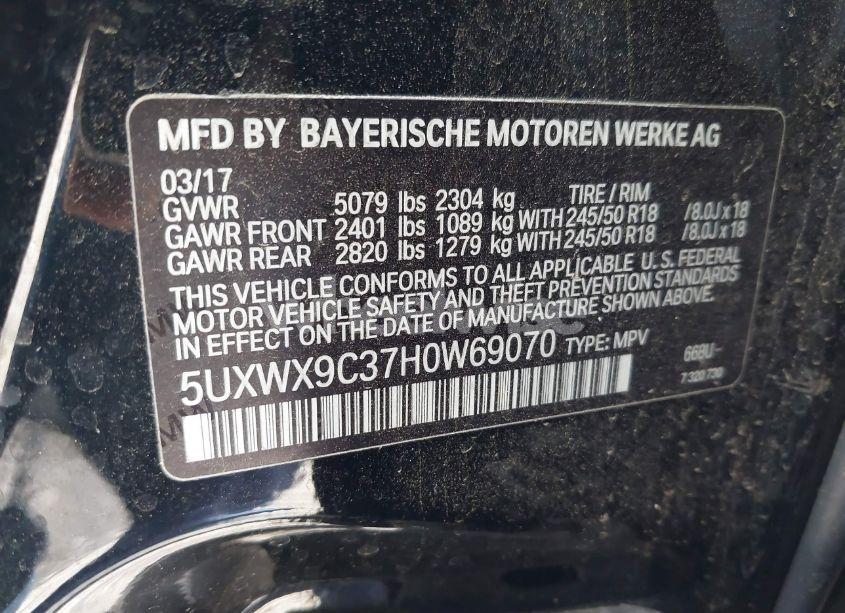 MFD BY BAYERISCHE MOTOREN WERKE AG
03/17 TIRE / RIM
GVWR 5079 lbs 2304 kg
GAWR FRONT 2401 lbs 1089 kg WITH 245/50 R18 /8.0J x 18
GAWR REAR 2820 lbs 1279 kg WITH 245/50 R18 /8.0J x 18
THIS VEHICLE CONFORMS TO ALL APPLICABLE U.S. FEDERAL
MOTOR VEHICLE SAFETY AND THEFT PREVENTION STANDARDS
IN EFFECT ON THE DATE OF MANUFACTURE SHOWN ABOVE.
5UXWX9C37H0W69070 TYPE: MPV
668U-
7320730